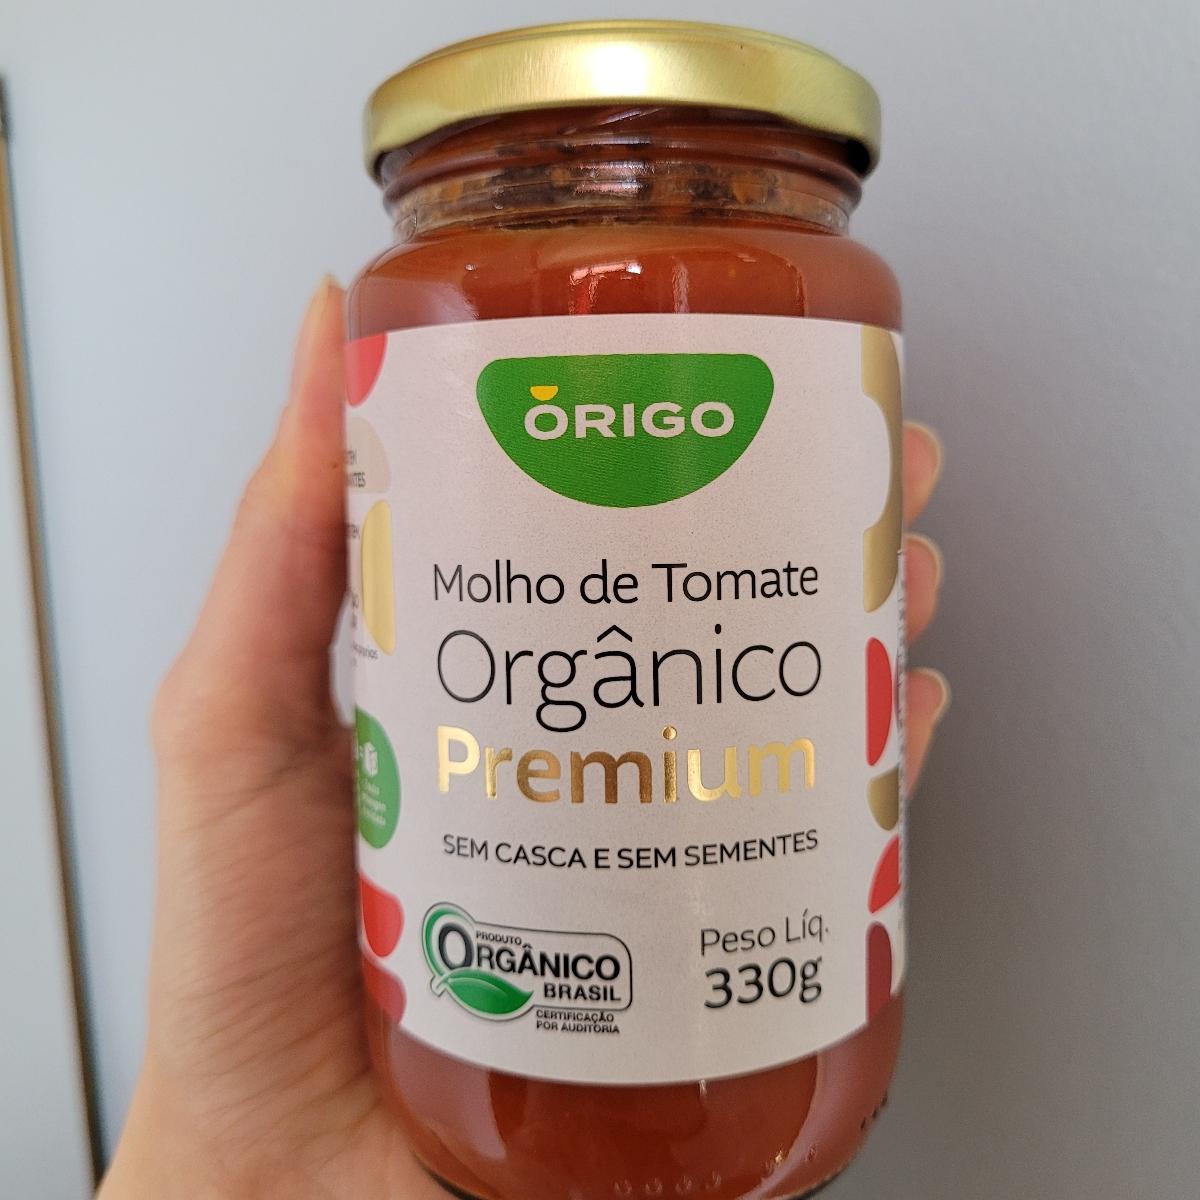 ORIGO
Molho de Tomate
Orgânico
Premium
SEM CASCA E SEM SEMENTES
PRODUTO
ORGÂNICO
BRASIL
CERTIFICAÇÃO
POR AUDITORIA
Peso Líq.
330g